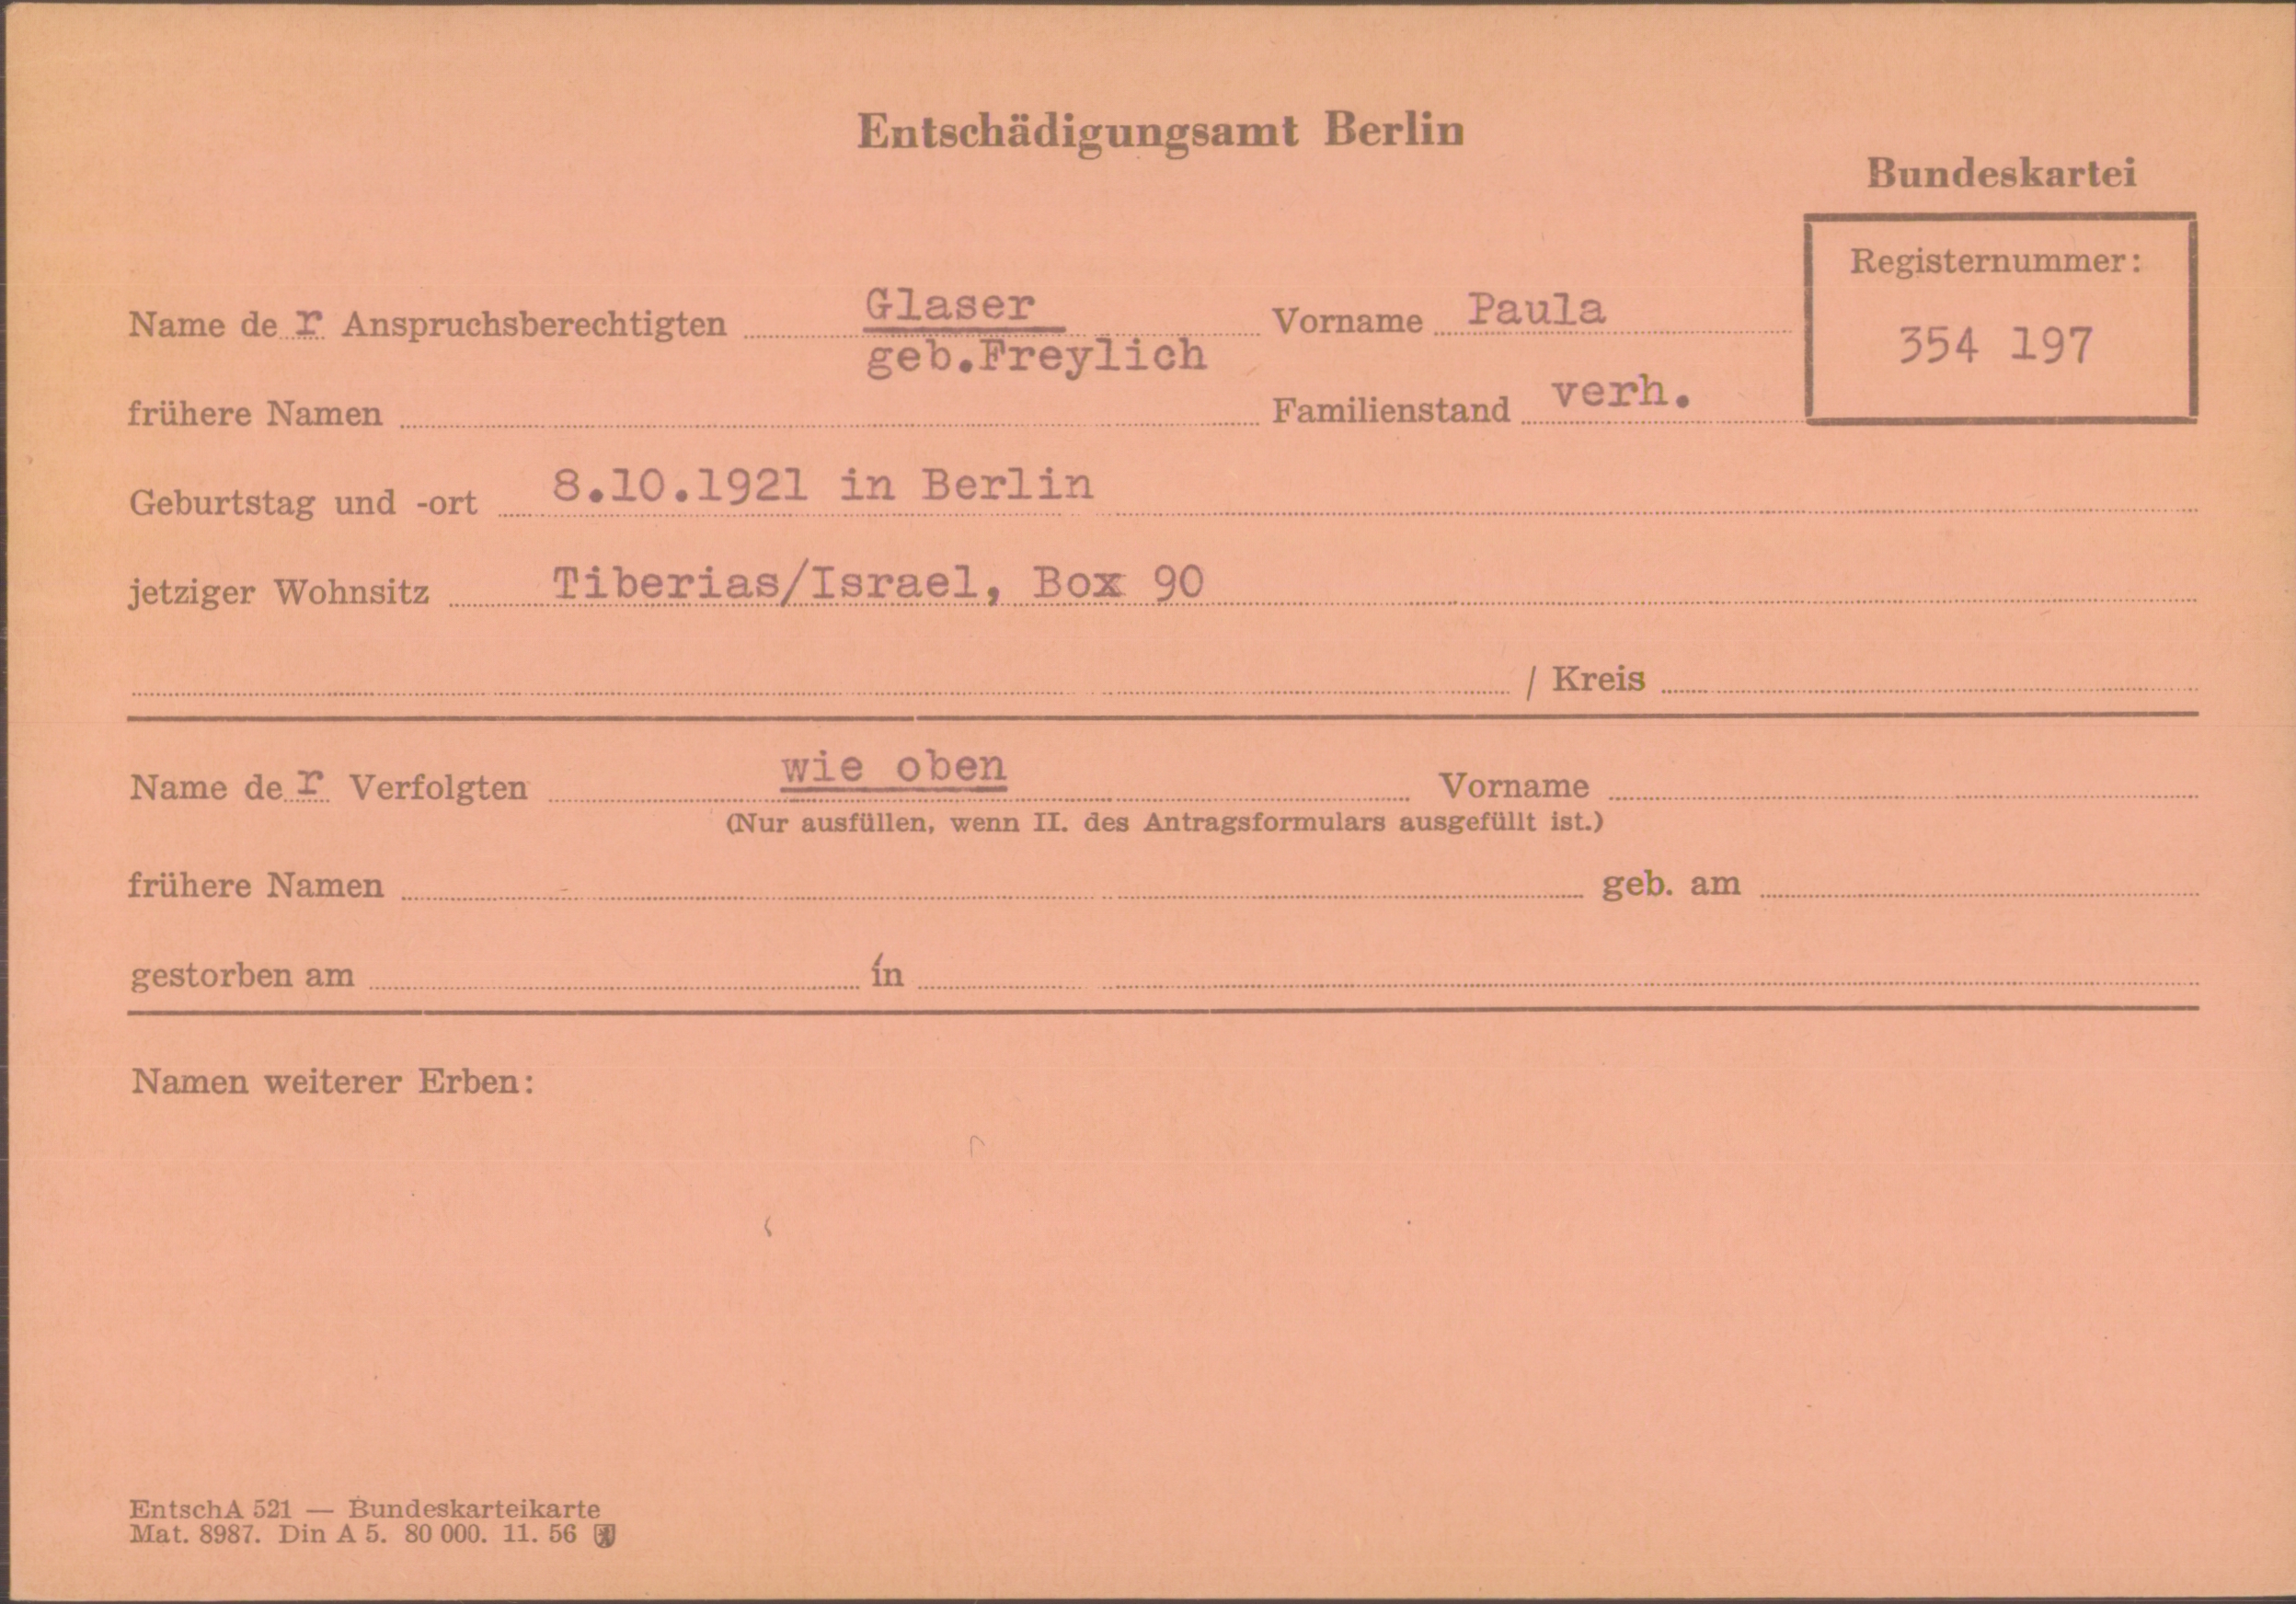 Entschädigungsamt Berlin
Bundeskartei
Registernummer:
354 197
Name de r Anspruchsberechtigten Glaser Vorname Paula
geb.Freylich
frühere Namen Familienstand verh.
Geburtstag und -ort 8.10.1921 in Berlin
jetziger Wohnsitz Tiberias/Israel, Box 90
/ Kreis
Name de r Verfolgten wie oben Vorname
(Nur ausfüllen, wenn II. des Antragsformulars ausgefüllt ist.)
frühere Namen geb. am
gestorben am in
Namen weiterer Erben:
EntschA 521 — Bundeskarteikarte
Mat. 8987. Din A 5. 80 000. 11. 56